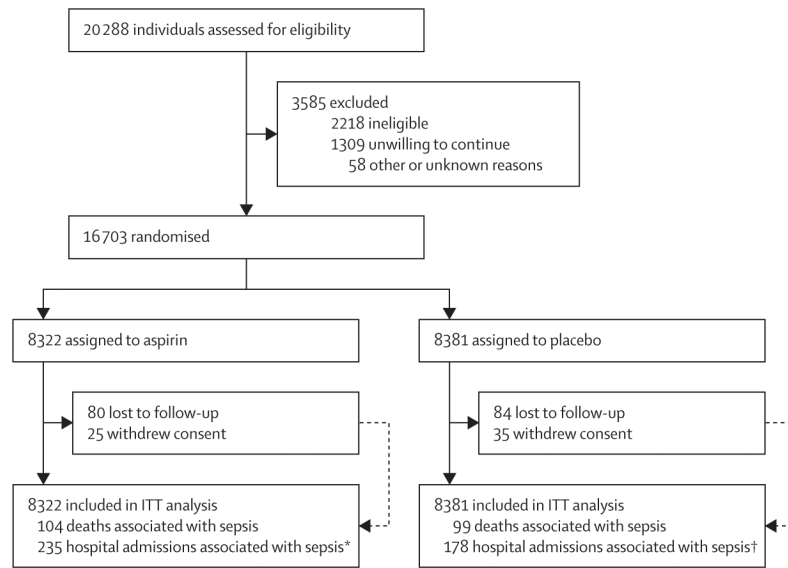 20 288 individuals assessed for eligibility
3585 excluded
2218 ineligible
1309 unwilling to continue
58 other or unknown reasons
16 703 randomised
8322 assigned to aspirin
8381 assigned to placebo
80 lost to follow-up
25 withdrew consent
84 lost to follow-up
35 withdrew consent
8322 included in ITT analysis
104 deaths associated with sepsis
235 hospital admissions associated with sepsis*
8381 included in ITT analysis
99 deaths associated with sepsis
178 hospital admissions associated with sepsis†